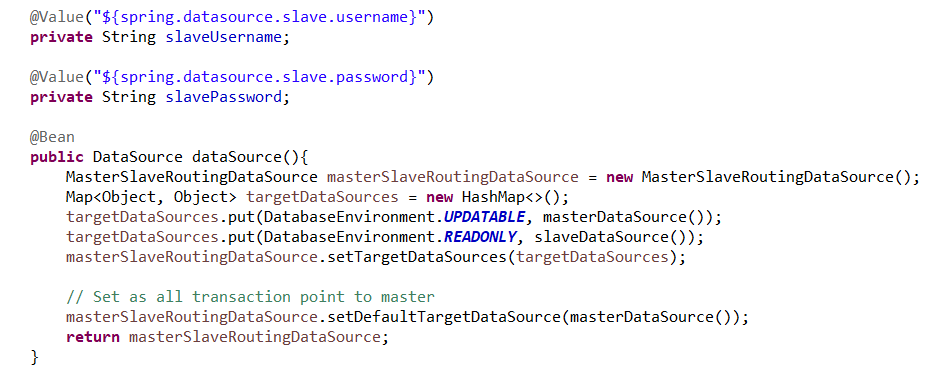 @Value("${spring.datasource.slave.username}")
private String slaveUsername;
@Value("${spring.datasource.slave.password}")
private String slavePassword;
@Bean
public DataSource dataSource(){
MasterSlaveRoutingDataSource masterSlaveRoutingDataSource = new MasterSlaveRoutingDataSource();
Map<Object, Object> targetDataSources = new HashMap<>();
targetDataSources.put(DatabaseEnvironment.UPDATABLE, masterDataSource());
targetDataSources.put(DatabaseEnvironment.READONLY, slaveDataSource());
masterSlaveRoutingDataSource.setTargetDataSources(targetDataSources);
// Set as all transaction point to master
masterSlaveRoutingDataSource.setDefaultTargetDataSource(masterDataSource());
return masterSlaveRoutingDataSource;
}